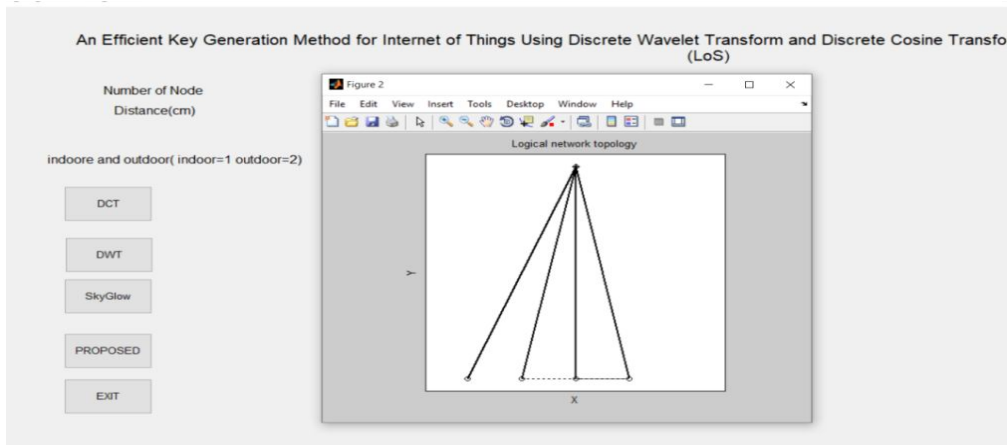 An Efficient Key Generation Method for Internet of Things Using Discrete Wavelet Transform and Discrete Cosine Transfo
(LoS)
Number of Node
Distance(cm)
indoore and outdoor( indoor=1 outdoor=2)
DCT
DWT
SkyGlow
PROPOSED
EXIT
Figure 2
File Edit View Insert Tools Desktop Window Help
Logical network topology
Y
X